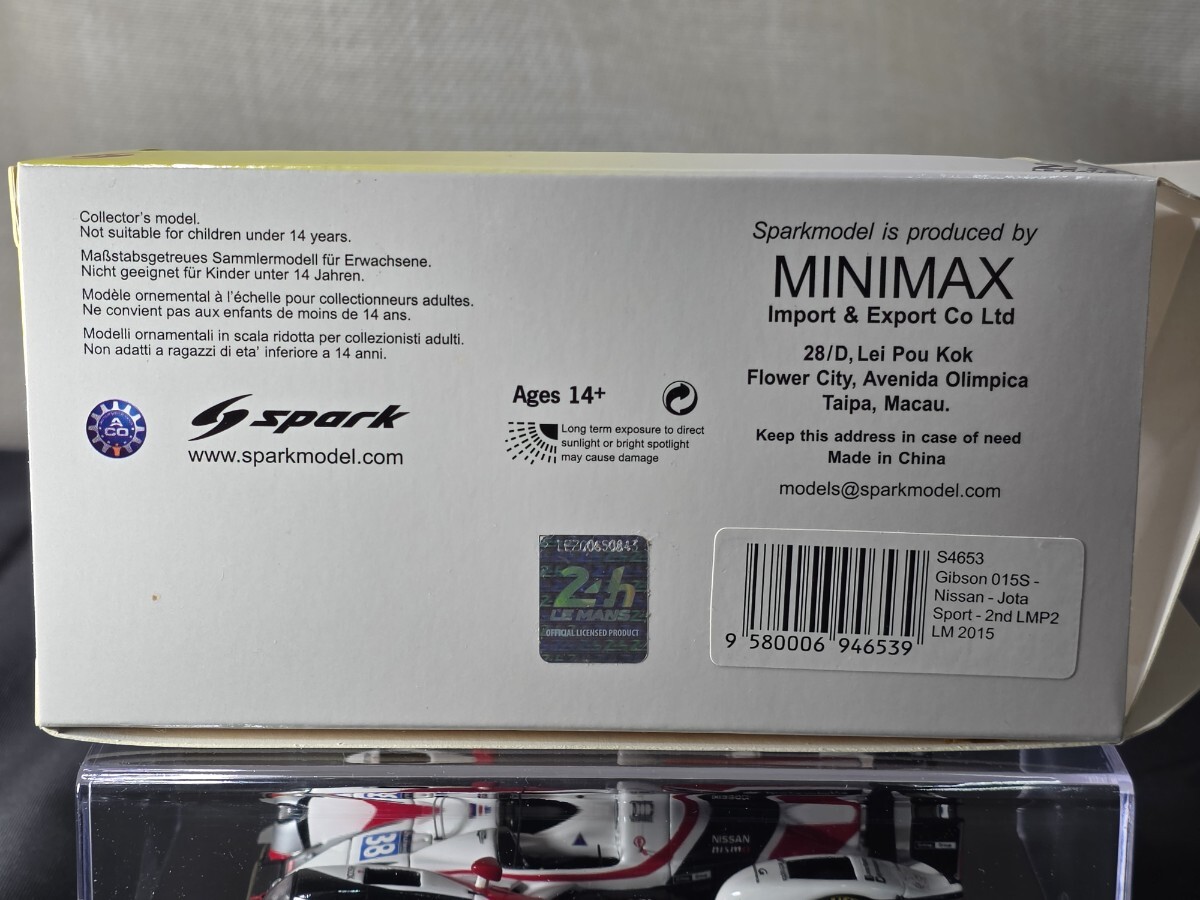 Collector's model.
Not suitable for children under 14 years.
Maßstabsgetreues Sammlermodell für Erwachsene.
Nicht geeignet für Kinder unter 14 Jahren.
Modèle ornemental à l'échelle pour collectionneurs adultes.
Ne convient pas aux enfants de moins de 14 ans.
Modelli ornamentali in scala ridotta per collezionisti adulti.
Non adatti a ragazzi di eta' inferiore a 14 anni.
ACO
spark
www.sparkmodel.com
Ages 14+
Long term exposure to direct
sunlight or bright spotlight
may cause damage
Sparkmodel is produced by
MINIMAX
Import & Export Co Ltd
28/D, Lei Pou Kok
Flower City, Avenida Olimpica
Taipa, Macau.
Keep this address in case of need
Made in China
models@sparkmodel.com
24h
LE MANS
OFFICIAL LICENSED PRODUCT
S4653
Gibson 015S -
Nissan - Jota
Sport - 2nd LMP2
LM 2015
9 580006 946539
38
NISSAN
nismo